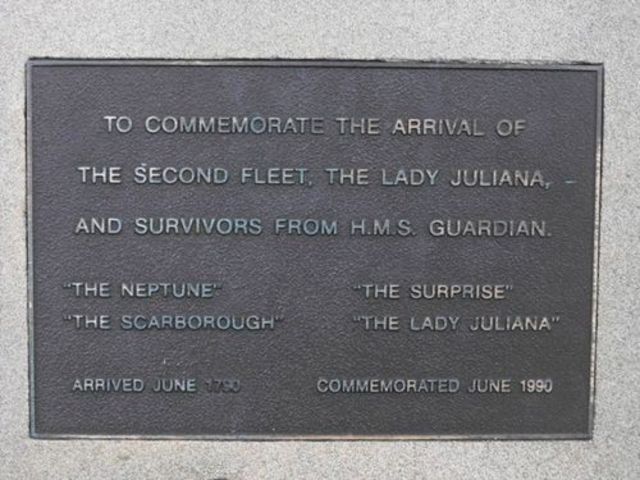 TO COMMEMORATE THE ARRIVAL OF
THE SECOND FLEET, THE LADY JULIANA,
AND SURVIVORS FROM H.M.S. GUARDIAN.
"THE NEPTUNE" "THE SURPRISE"
"THE SCARBOROUGH" "THE LADY JULIANA"
ARRIVED JUNE 1790 COMMEMORATED JUNE 1990